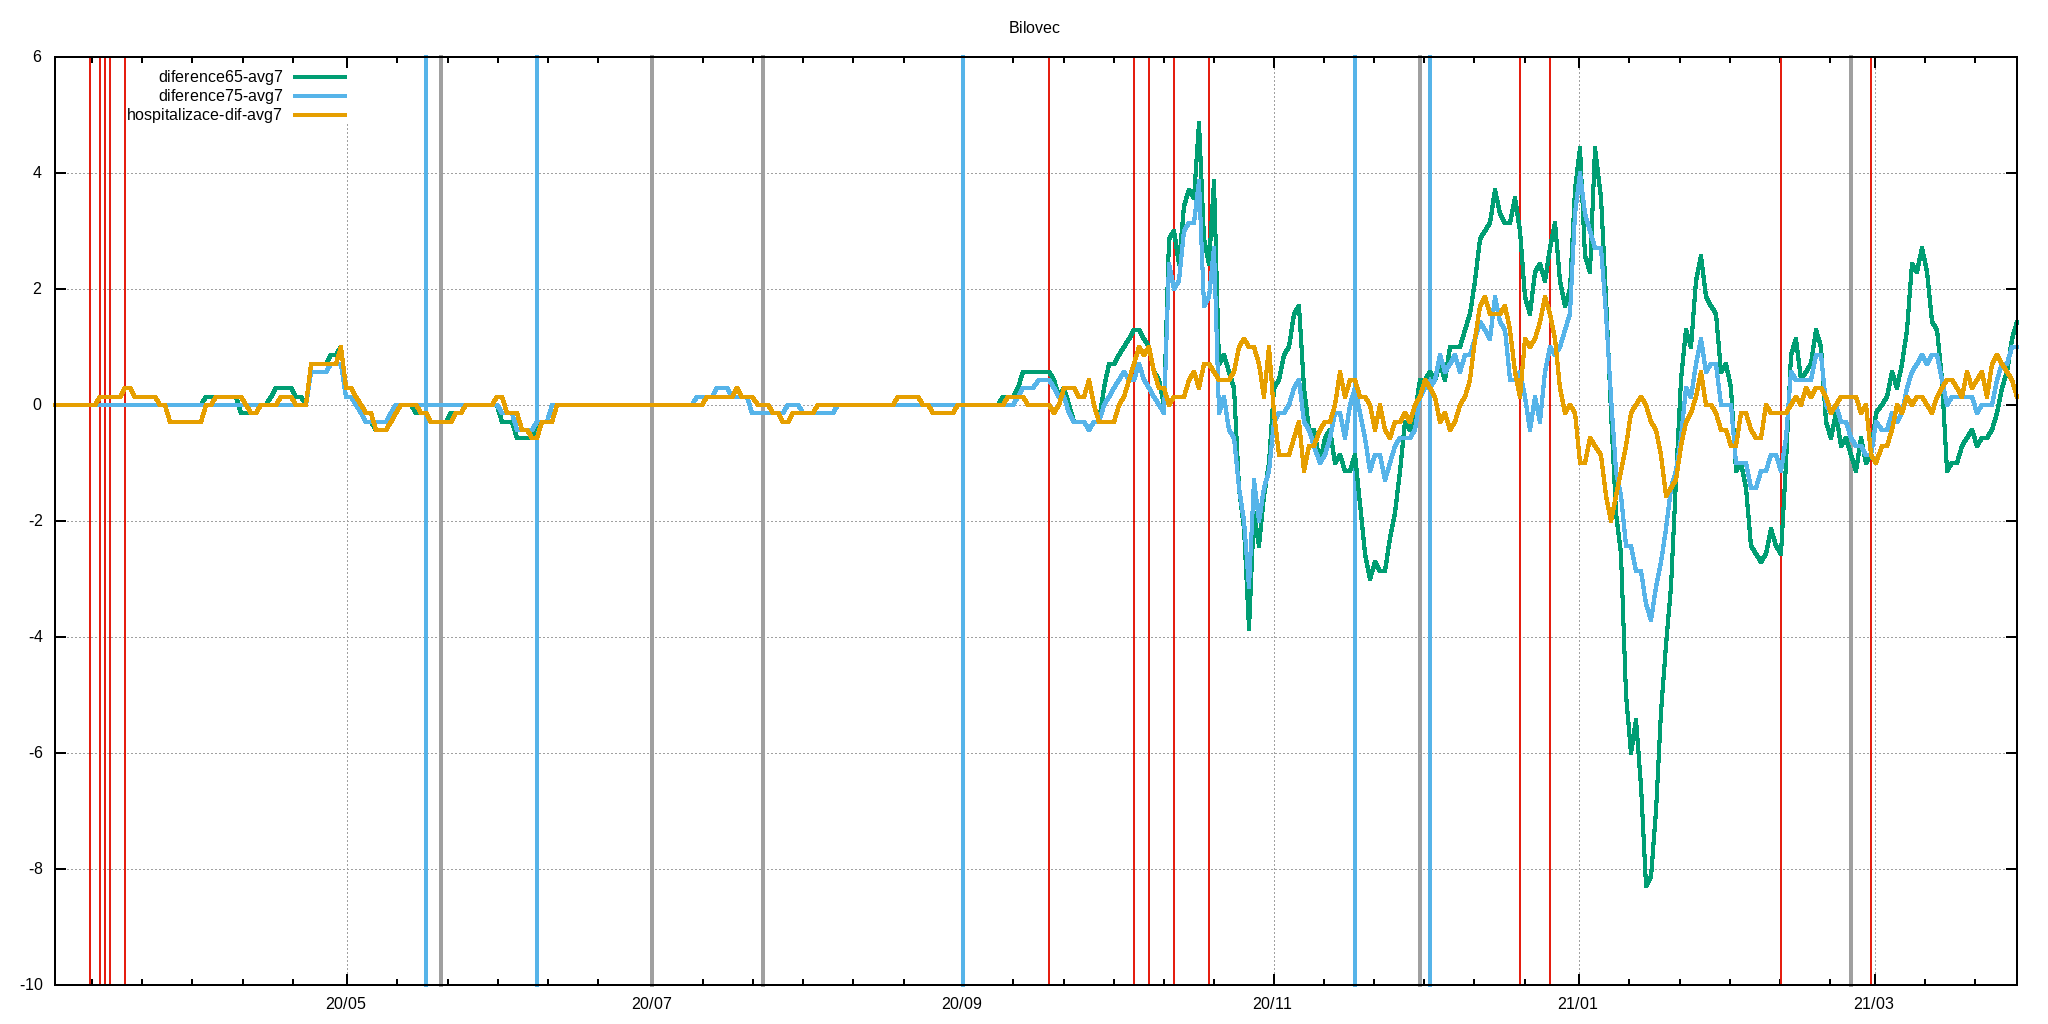 Bilovec
6
diference65-avg7
diference75-avg7
hospitalizace-dif-avg7
4
2
0
-2
-4
-6
-8
-10
20/05 20/07 20/09 20/11 21/01 21/03